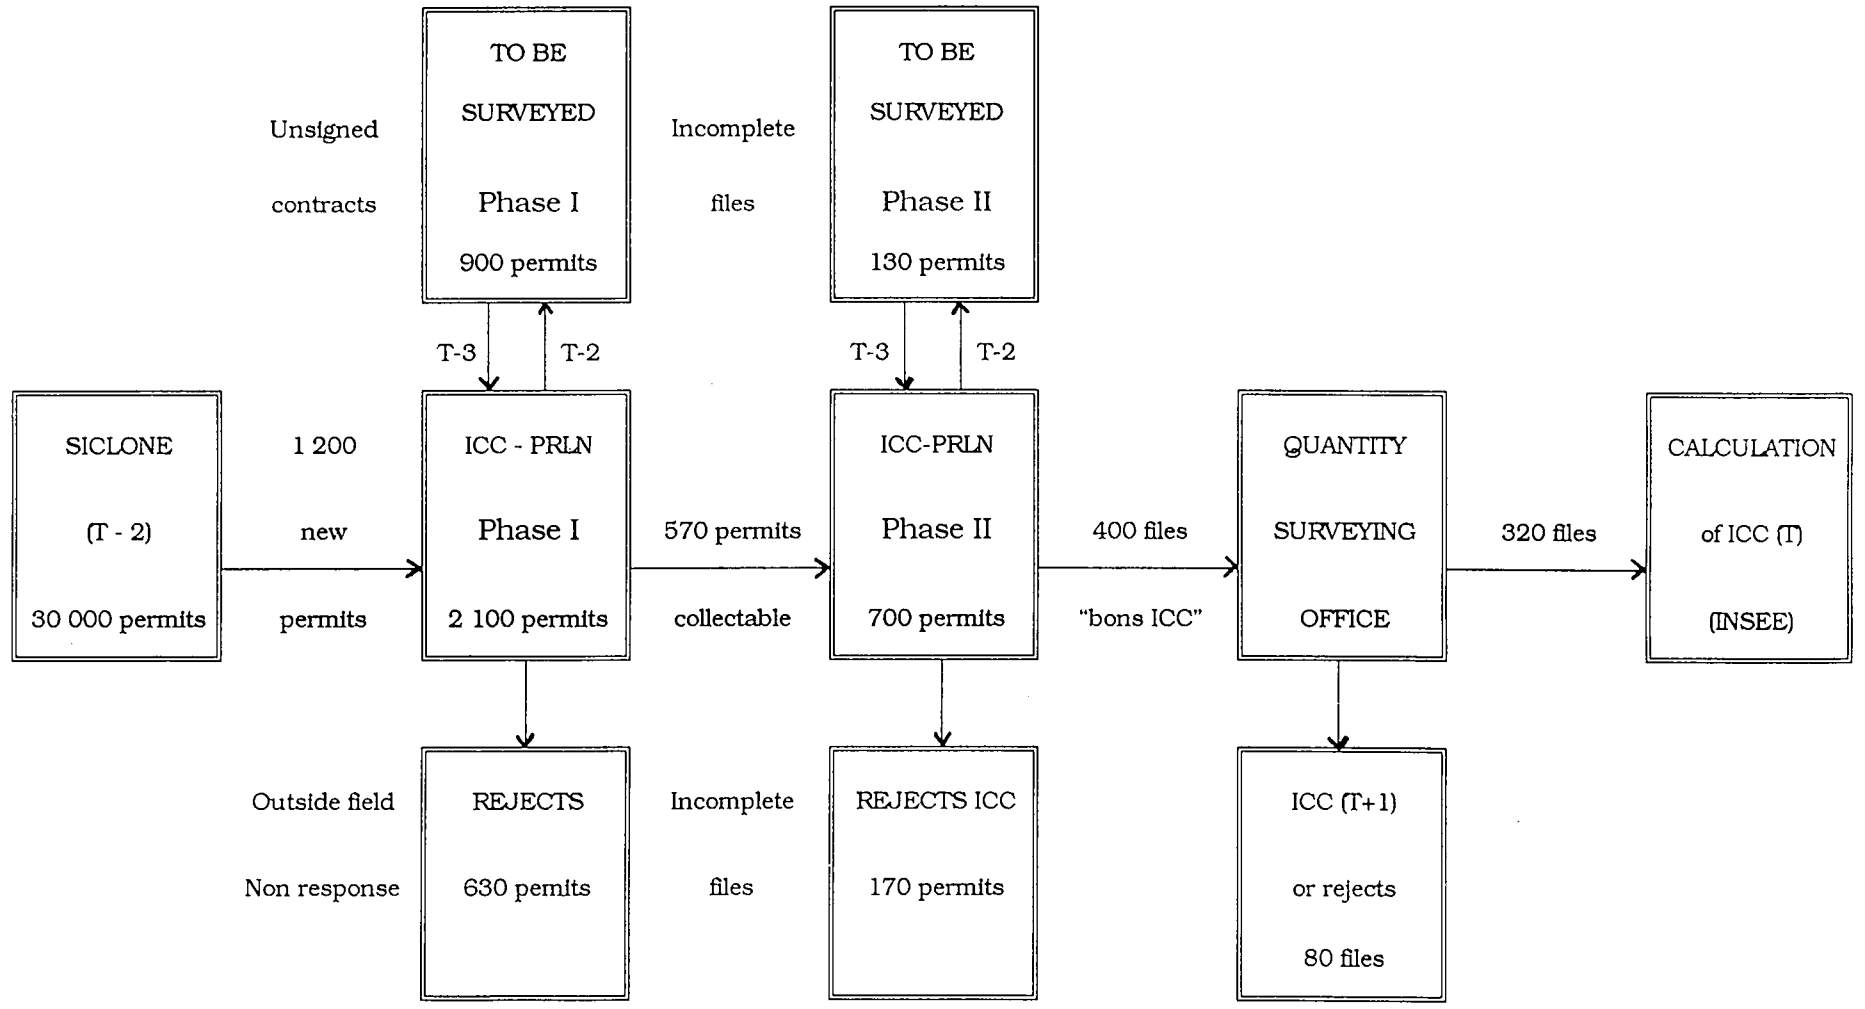 TO BE
SURVEYED
Phase I
900 permits
TO BE
SURVEYED
Phase II
130 permits
Unsigned
contracts
Incomplete
files
T-3
T-2
T-3
T-2
SICLONE
(T - 2)
30 000 permits
1 200
new
permits
ICC - PRLN
Phase I
2 100 permits
570 permits
collectable
ICC-PRLN
Phase II
700 permits
400 files
“bons ICC”
QUANTITY
SURVEYING
OFFICE
320 files
CALCULATION
of ICC (T)
(INSEE)
Outside field
Non response
REJECTS
630 pemits
Incomplete
files
REJECTS ICC
170 permits
ICC (T+1)
or rejects
80 files